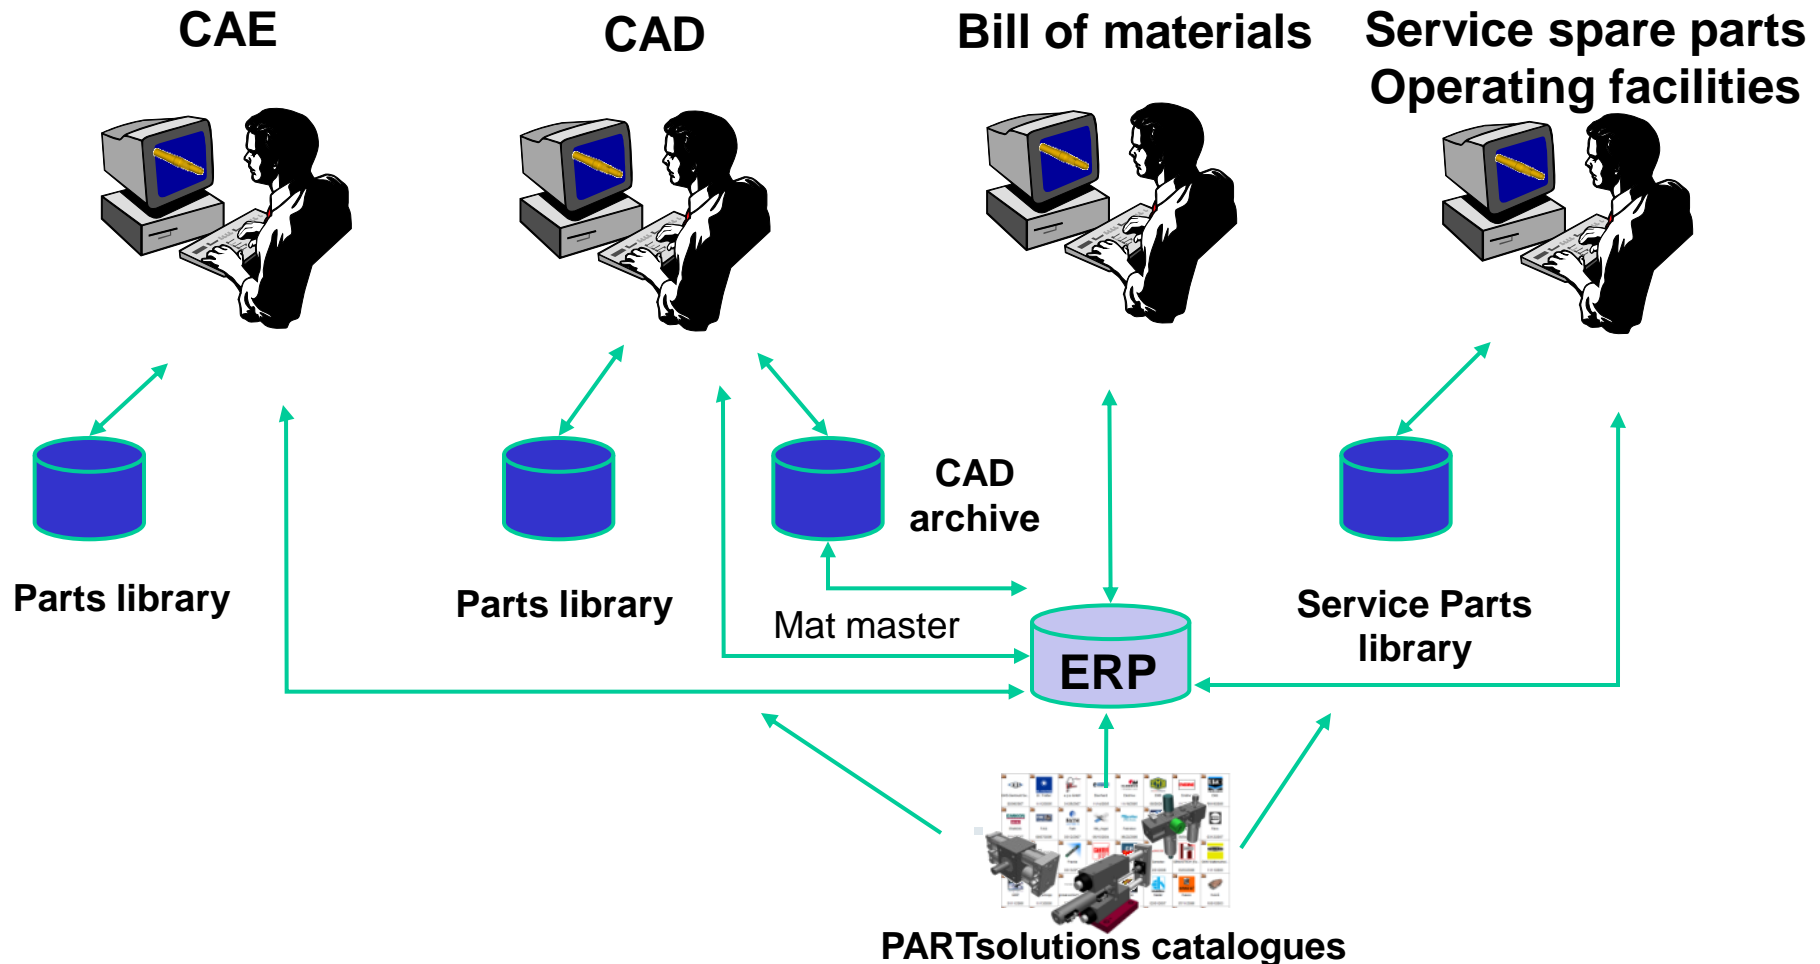 CAE
CAD
Bill of materials
Service spare parts
Operating facilities
CAD
archive
Parts library
Parts library
Mat master
Service Parts
library
ERP
PARTsolutions catalogues